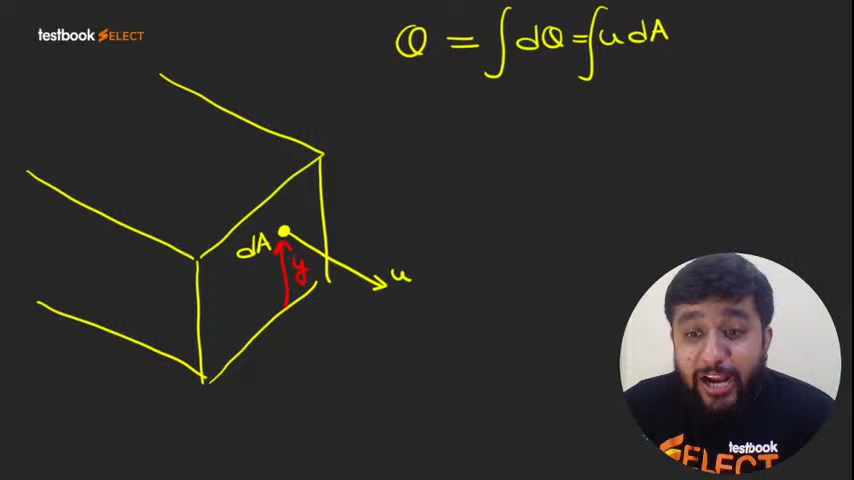 testbook SELECT
Q = ∫ dQ = ∫ u dA
dA
y
u
testbook
SELECT